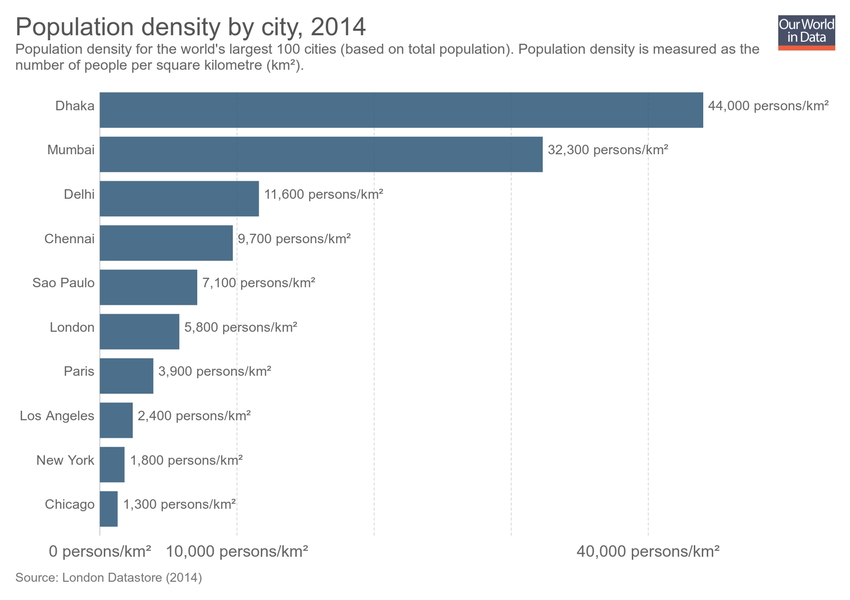 Population density by city, 2014
Our World
in Data
Population density for the world's largest 100 cities (based on total population). Population density is measured as the
number of people per square kilometre (km²).
Dhaka 44,000 persons/km²
Mumbai 32,300 persons/km²
Delhi 11,600 persons/km²
Chennai 9,700 persons/km²
Sao Paulo 7,100 persons/km²
London 5,800 persons/km²
Paris 3,900 persons/km²
Los Angeles 2,400 persons/km²
New York 1,800 persons/km²
Chicago 1,300 persons/km²
0 persons/km² 10,000 persons/km² 40,000 persons/km²
Source: London Datastore (2014)